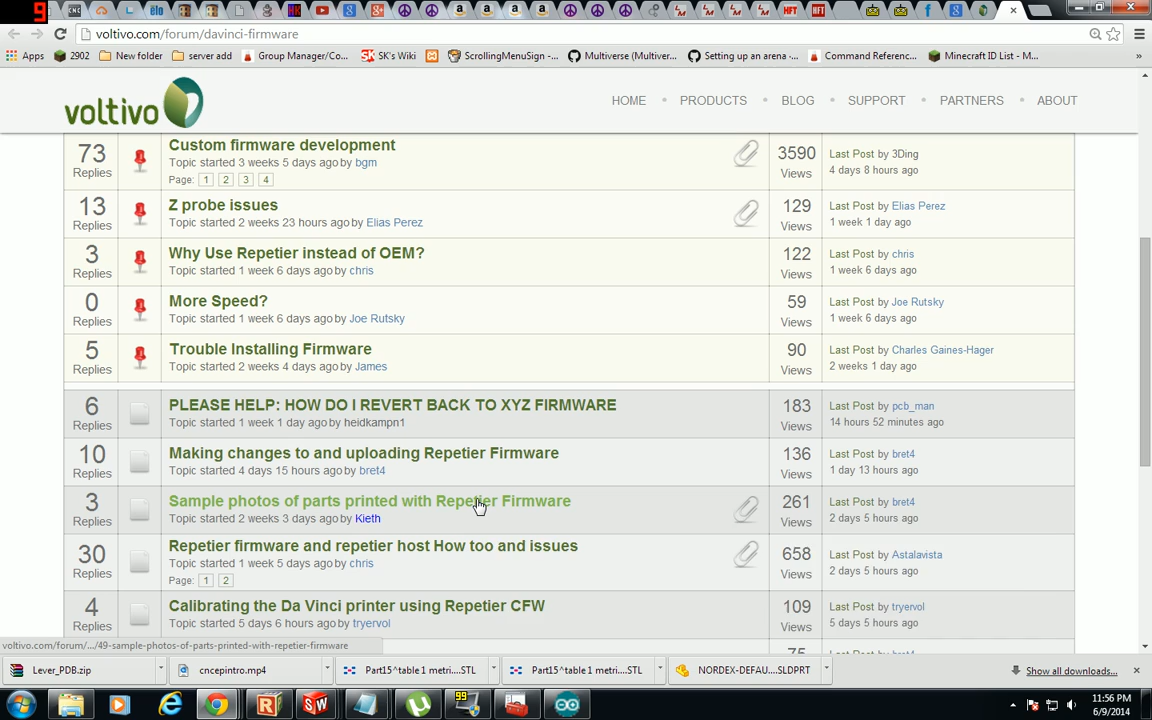 9
voltivo.com/forum/davinci-firmware
Apps 2902 New folder server add Group Manager/Co... SK's Wiki ScrollingMenuSign -... Multiverse (Multiver... Setting up an arena -... Command Referenc... Minecraft ID List - M... »
voltivo
HOME • PRODUCTS • BLOG • SUPPORT • PARTNERS • ABOUT
73 Replies
Custom firmware development
Topic started 3 weeks 5 days ago by bgm
Page: 1 2 3 4
3590 Views
Last Post by 3Ding
4 days 8 hours ago
13 Replies
Z probe issues
Topic started 2 weeks 23 hours ago by Elias Perez
129 Views
Last Post by Elias Perez
1 week 1 day ago
3 Replies
Why Use Repetier instead of OEM?
Topic started 1 week 6 days ago by chris
122 Views
Last Post by chris
1 week 6 days ago
0 Replies
More Speed?
Topic started 1 week 6 days ago by Joe Rutsky
59 Views
Last Post by Joe Rutsky
1 week 6 days ago
5 Replies
Trouble Installing Firmware
Topic started 2 weeks 4 days ago by James
90 Views
Last Post by Charles Gaines-Hager
2 weeks 1 day ago
6 Replies
PLEASE HELP: HOW DO I REVERT BACK TO XYZ FIRMWARE
Topic started 1 week 1 day ago by heidkampn1
183 Views
Last Post by pcb_man
14 hours 52 minutes ago
10 Replies
Making changes to and uploading Repetier Firmware
Topic started 4 days 15 hours ago by bret4
136 Views
Last Post by bret4
1 day 13 hours ago
3 Replies
Sample photos of parts printed with Repetier Firmware
Topic started 2 weeks 3 days ago by Kieth
261 Views
Last Post by bret4
2 days 5 hours ago
30 Replies
Repetier firmware and repetier host How too and issues
Topic started 1 week 5 days ago by chris
Page: 1 2
658 Views
Last Post by Astalavista
2 days 5 hours ago
4 Replies
Calibrating the Da Vinci printer using Repetier CFW
Topic started 5 days 6 hours ago by tryervol
109 Views
Last Post by tryervol
5 days 5 hours ago
voltivo.com/forum/.../49-sample-photos-of-parts-printed-with-repetier-firmware
Lever_PDB.zip cncepintro.mp4 Part15^table 1 metri....STL Part15^table 1 metri....STL NORDEX-DEFAU....SLDPRT Show all downloads...
11:56 PM
6/9/2014